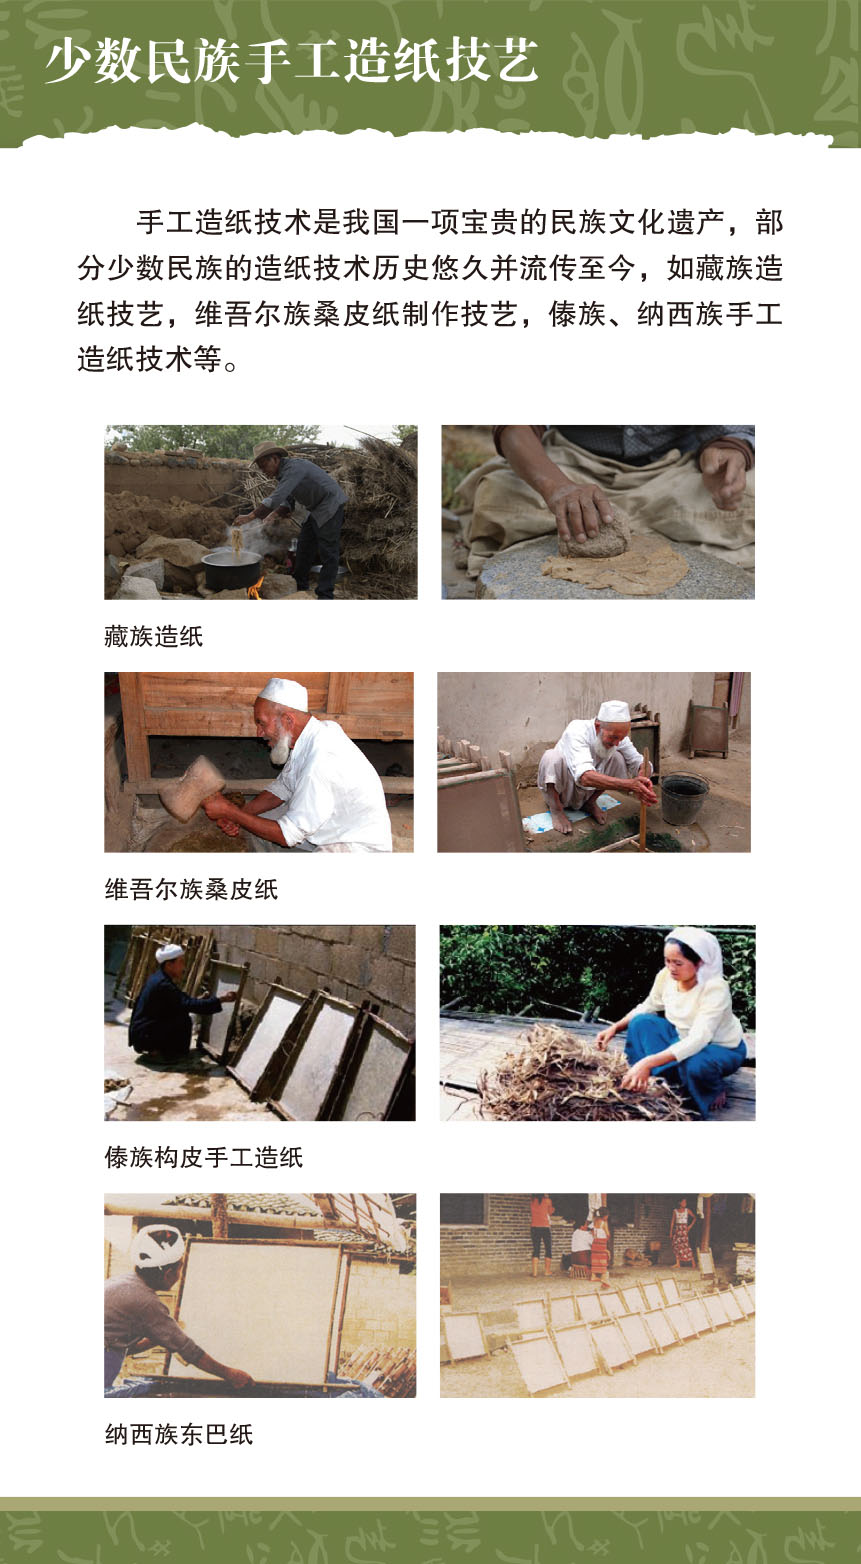 少数民族手工造纸技艺
手工造纸技术是我国一项宝贵的民族文化遗产，部
分少数民族的造纸技术历史悠久并流传至今，如藏族造
纸技艺，维吾尔族桑皮纸制作技艺，傣族、纳西族手工
造纸技术等。
藏族造纸
维吾尔族桑皮纸
傣族构皮手工造纸
纳西族东巴纸